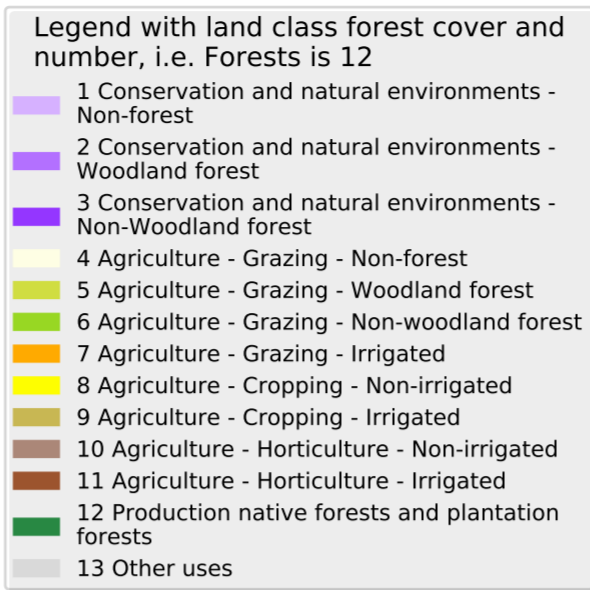 Legend with land class forest cover and
number, i.e. Forests is 12
1 Conservation and natural environments -
Non-forest
2 Conservation and natural environments -
Woodland forest
3 Conservation and natural environments -
Non-Woodland forest
4 Agriculture - Grazing - Non-forest
5 Agriculture - Grazing - Woodland forest
6 Agriculture - Grazing - Non-woodland forest
7 Agriculture - Grazing - Irrigated
8 Agriculture - Cropping - Non-irrigated
9 Agriculture - Cropping - Irrigated
10 Agriculture - Horticulture - Non-irrigated
11 Agriculture - Horticulture - Irrigated
12 Production native forests and plantation
forests
13 Other uses